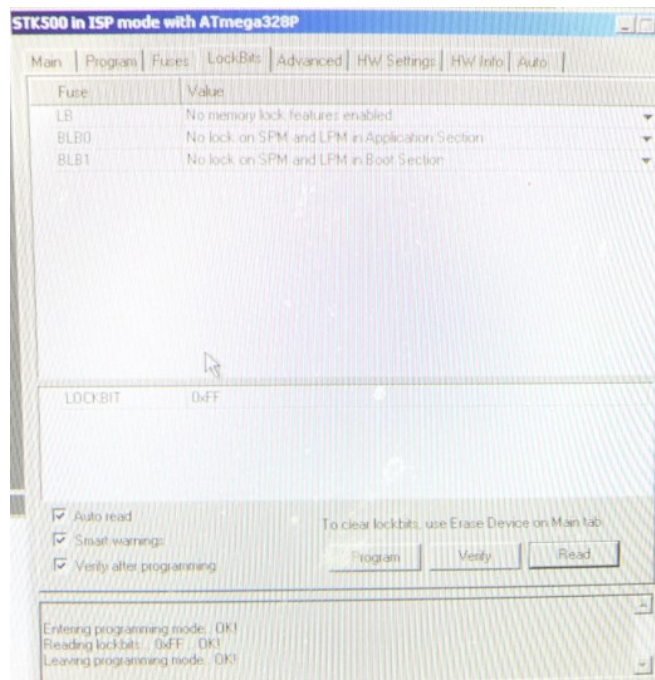 STK500 in ISP mode with ATmega328P
Main Program Fuses LockBits Advanced HW Settings HW Info Auto
Fuse Value
LB No memory lock features enabled
BLB0 No lock on SPM and LPM in Application Section
BLB1 No lock on SPM and LPM in Boot Section
LOCKBIT 0xFF
Auto read
To clear lockbits, use Erase Device on Main tab
Smart warnings
Program Verify Read
Verify after programming
Entering programming mode.. OK!
Reading lockbits .. 0xFF .. OK!
Leaving programming mode.. OK!